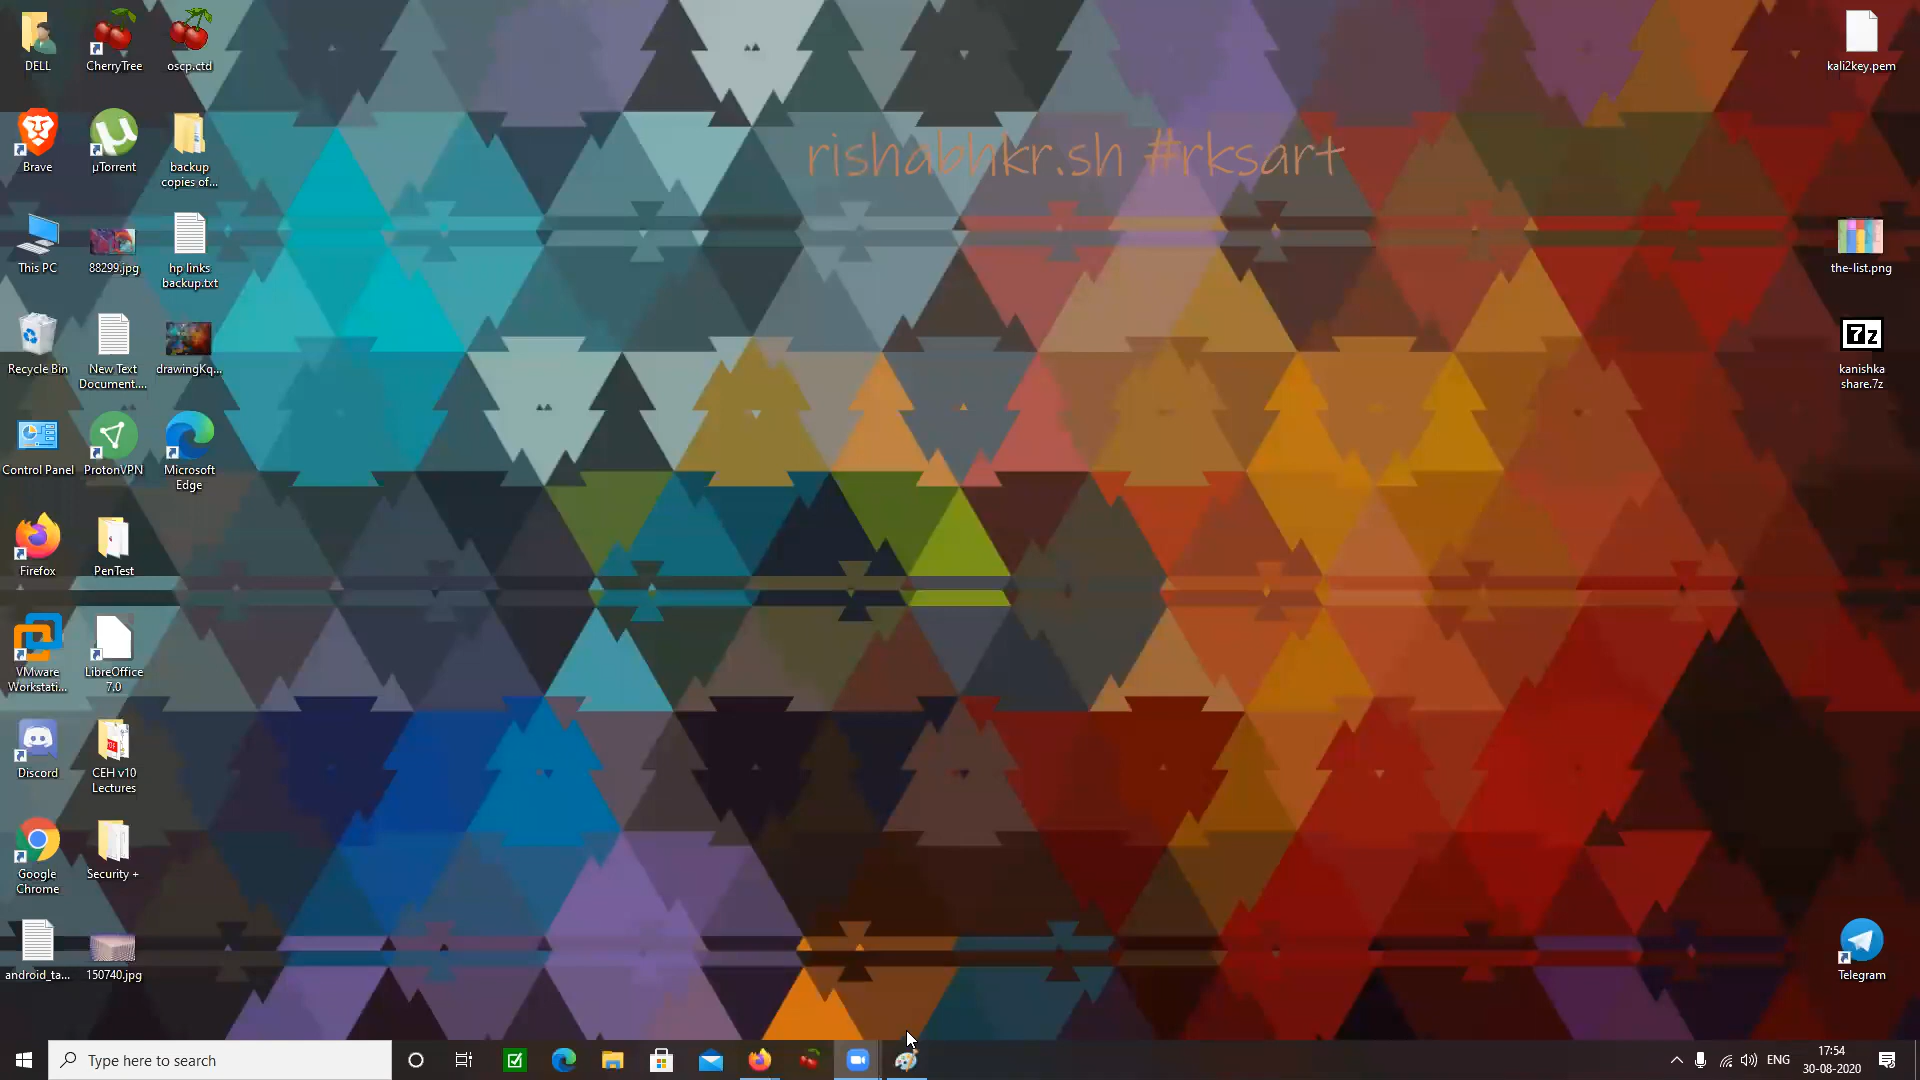 DELL
CherryTree
oscp.ctd
kali2key.pem
rishabhkr.sh #rksart
Brave
µTorrent
backup
copies of...
This PC
88299.jpg
hp links
backup.txt
the-list.png
Recycle Bin
New Text
Document....
drawingKq...
7z
kanishka
share.7z
Control Panel
ProtonVPN
Microsoft
Edge
Firefox
PenTest
VMware
Workstati...
LibreOffice
7.0
Discord
CEH v10
Lectures
Google
Chrome
Security +
android_ta...
150740.jpg
Telegram
Type here to search
ENG
17:54
30-08-2020